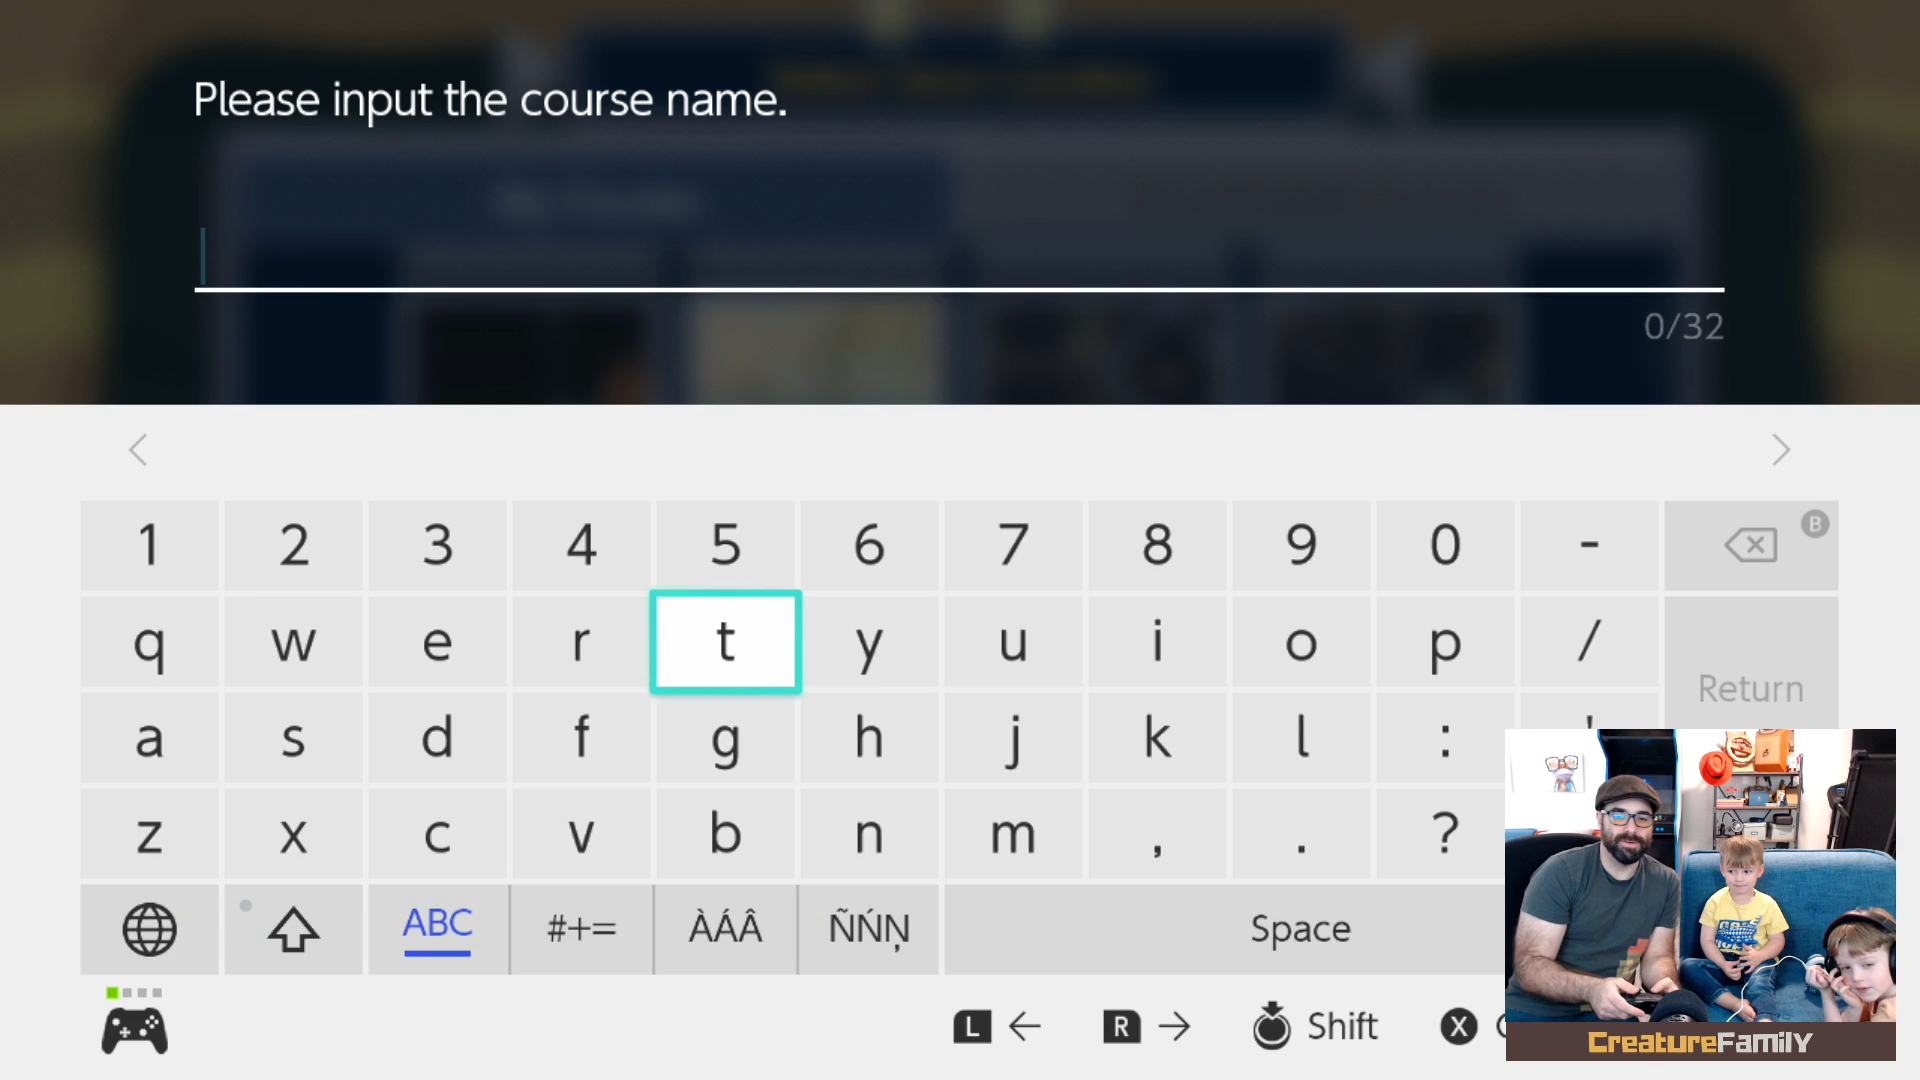 Please input the course name.
0/32
1 2 3 4 5 6 7 8 9 0 - B
q w e r t y u i o p /
Return
a s d f g h j k l : '
z x c v b n m , . ?
ABC #+= ÀÁÂ ÑŃŅ Space
L ← R → Shift X
CreatureFamilY